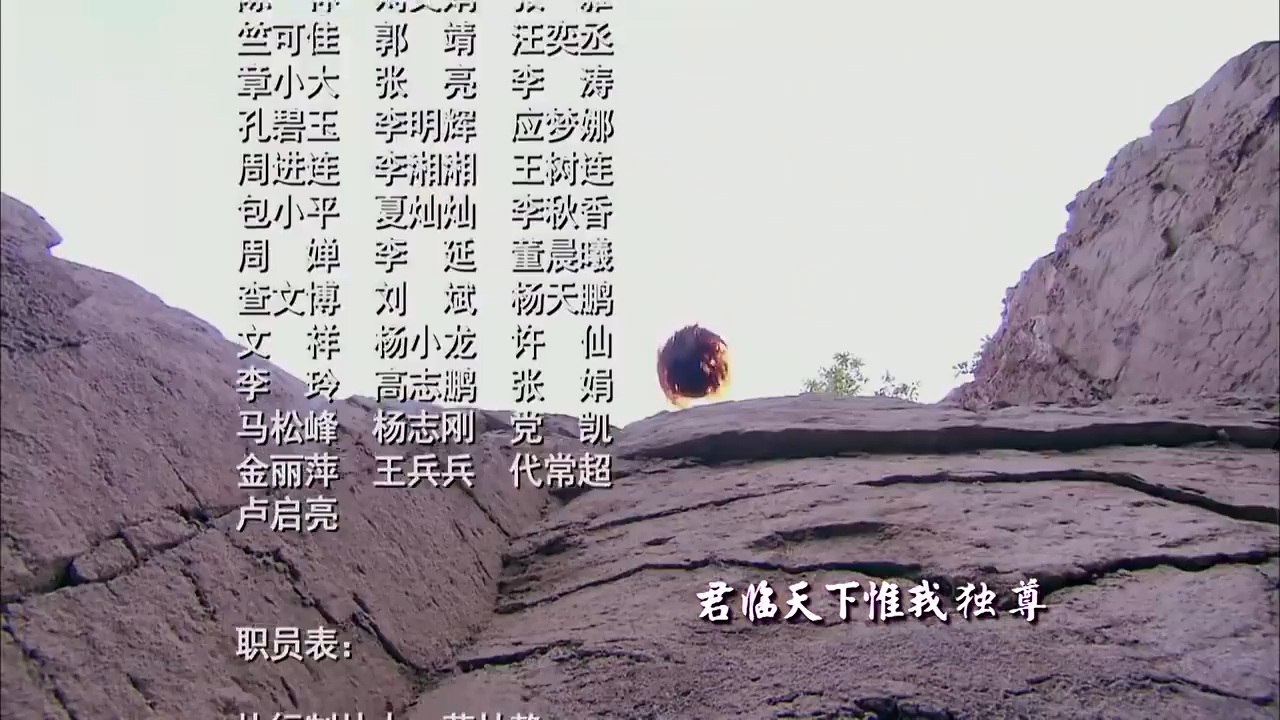 竺可佳 郭 靖 汪奕丞
章小大 张 亮 李 涛
孔碧玉 李明辉 应梦娜
周进连 李湘湘 王树连
包小平 夏灿灿 李秋香
周 婵 李 延 董晨曦
查文博 刘 斌 杨天鹏
文 祥 杨小龙 许 仙
李 玲 高志鹏 张 娟
马松峰 杨志刚 党 凯
金丽萍 王兵兵 代常超
卢启亮
君临天下惟我独尊
职员表：